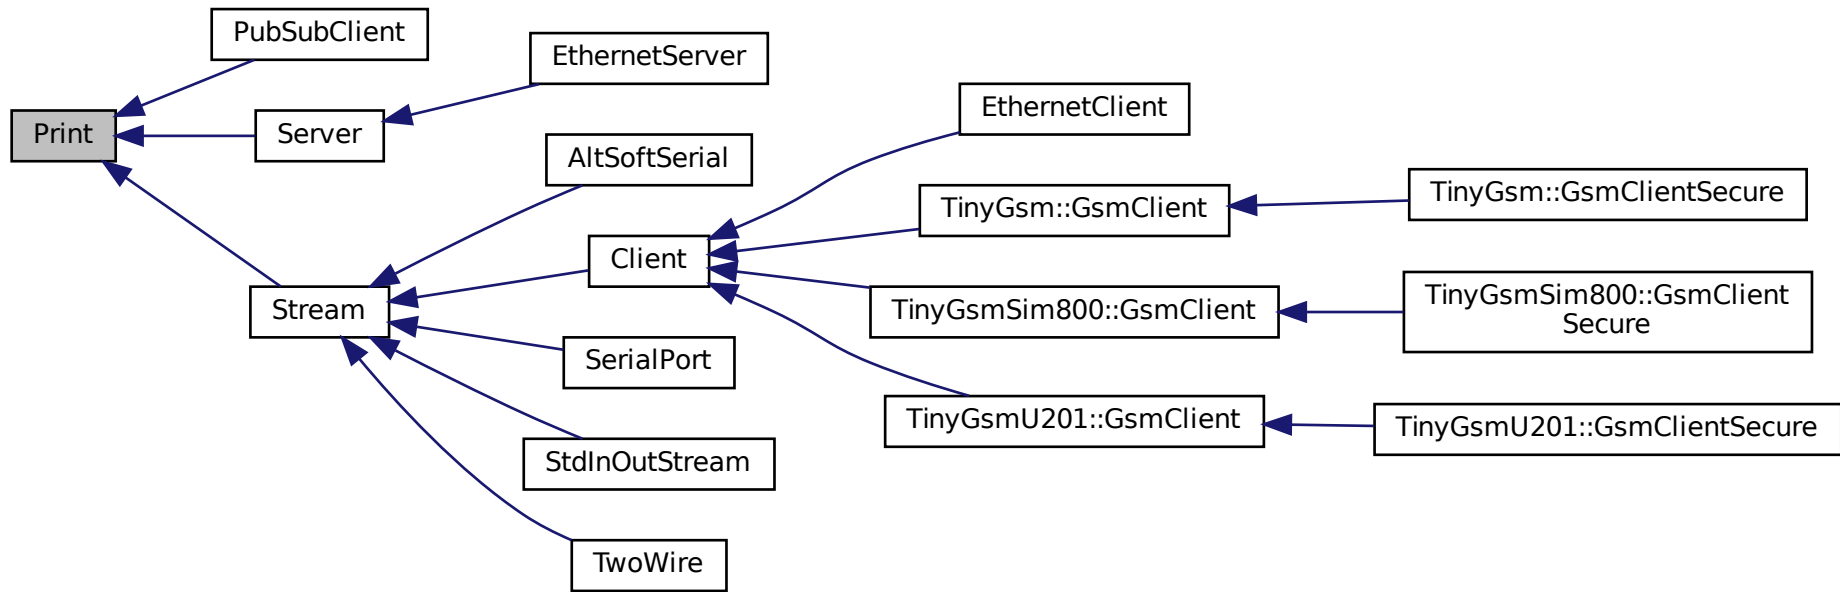 PubSubClient
EthernetServer
EthernetClient
Print
Server
AltSoftSerial
TinyGsm::GsmClient
TinyGsm::GsmClientSecure
Client
Stream
TinyGsmSim800::GsmClient
TinyGsmSim800::GsmClient
Secure
SerialPort
TinyGsmU201::GsmClient
TinyGsmU201::GsmClientSecure
StdInOutStream
TwoWire